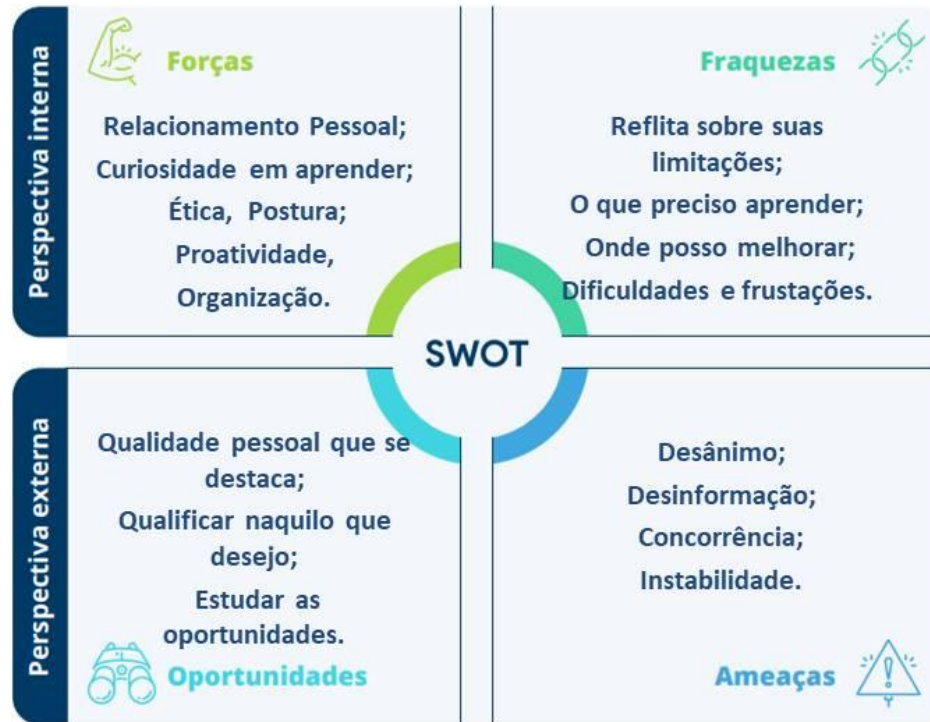 Perspectiva interna
Forças
Relacionamento Pessoal;
Curiosidade em aprender;
Ética, Postura;
Proatividade,
Organização.
Fraquezas
Reflita sobre suas
limitações;
O que preciso aprender;
Onde posso melhorar;
Dificuldades e frustações.
SWOT
Perspectiva externa
Qualidade pessoal que se
destaca;
Qualificar naquilo que
desejo;
Estudar as
oportunidades.
Oportunidades
Desânimo;
Desinformação;
Concorrência;
Instabilidade.
Ameaças